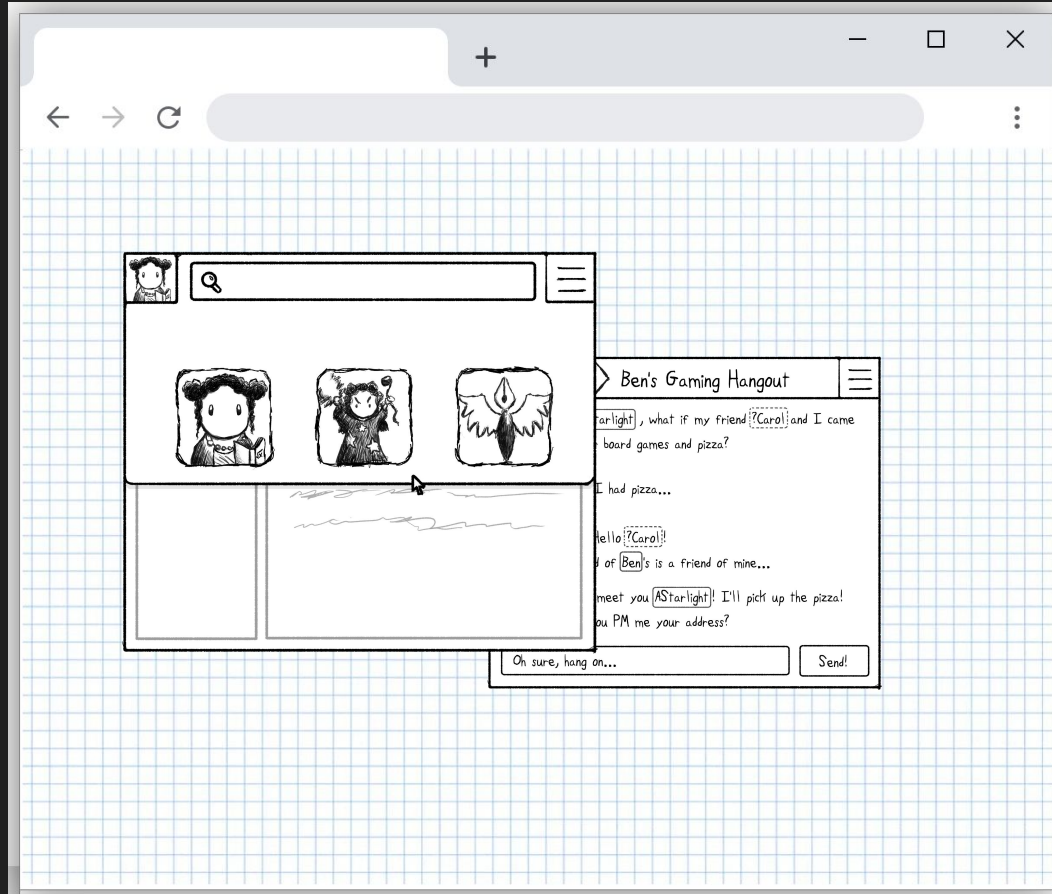 Ben's Gaming Hangout
arlight, what if my friend ?Carol and I came
board games and pizza?
I had pizza...
Hello ?Carol!
of Ben's is a friend of mine...
meet you AStarlight! I'll pick up the pizza!
ou PM me your address?
Oh sure, hang on...
Send!